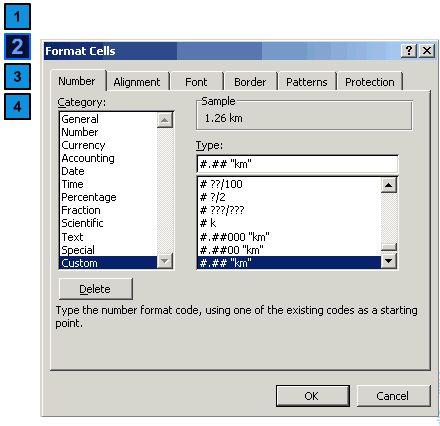 1
2
3
4
Format Cells
Number Alignment Font Border Patterns Protection
Category:
General
Number
Currency
Accounting
Date
Time
Percentage
Fraction
Scientific
Text
Special
Custom
Sample
1.26 km
Type:
#.## "km"
# ??/100
# ?/2
# ???/???
# k
#.##000 "km"
#.##00 "km"
#.## "km"
Delete
Type the number format code, using one of the existing codes as a starting
point.
OK Cancel